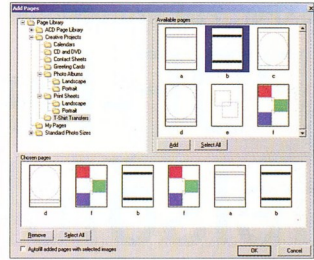 Add Pages
Page Library
ACD Page Library
Creative Projects
Calendars
CD and DVD
Contact Sheets
Greeting Cards
Photo Albums
Landscape
Portrait
Print Sheets
Landscape
Portrait
T-Shirt Transfers
My Pages
Standard Photo Sizes
Available pages
a
b
c
d
e
f
Add
Select All
Chosen pages
d
f
b
f
a
b
Remove
Select All
Autofill added pages with selected images
OK
Cancel